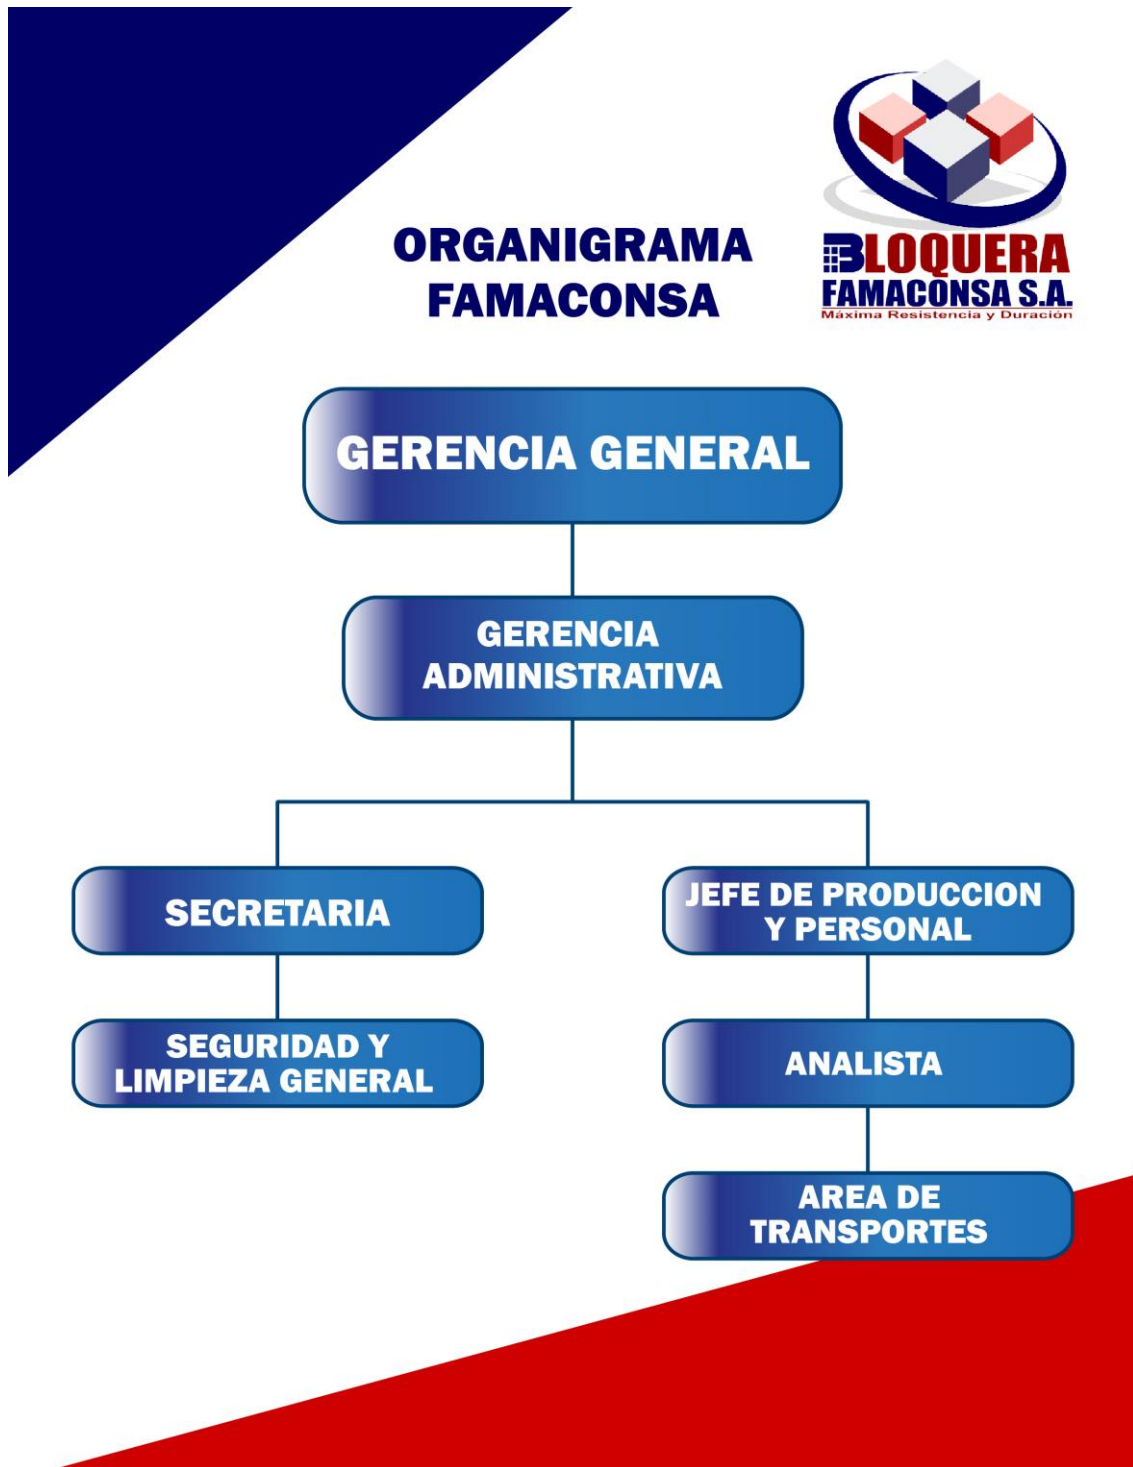 ORGANIGRAMA
FAMACONSA
BLOQUERA
FAMACONSA S.A.
Máxima Resistencia y Duración
GERENCIA GENERAL
GERENCIA
ADMINISTRATIVA
SECRETARIA
JEFE DE PRODUCCION
Y PERSONAL
SEGURIDAD Y
LIMPIEZA GENERAL
ANALISTA
AREA DE
TRANSPORTES